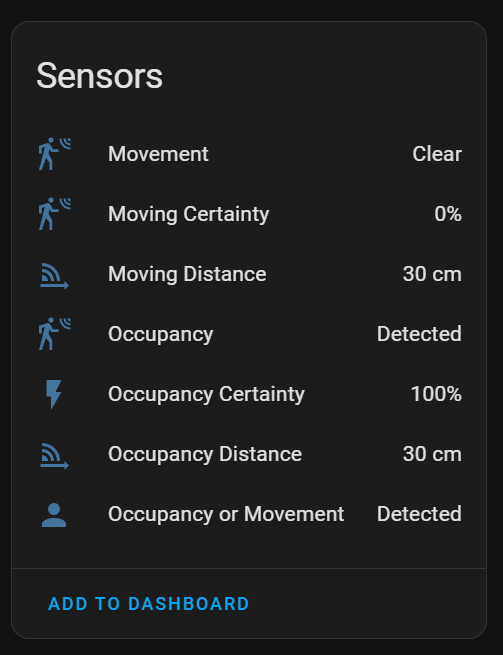 Sensors
Movement Clear
Moving Certainty 0%
Moving Distance 30 cm
Occupancy Detected
Occupancy Certainty 100%
Occupancy Distance 30 cm
Occupancy or Movement Detected
ADD TO DASHBOARD